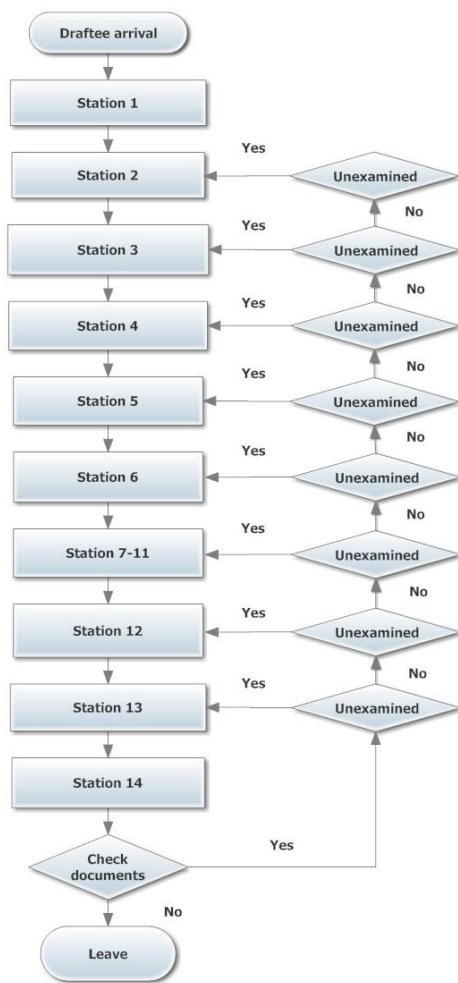 Draftee arrival
Station 1
Yes
Station 2
Unexamined
No
Yes
Station 3
Unexamined
No
Yes
Station 4
Unexamined
No
Yes
Station 5
Unexamined
No
Yes
Station 6
Unexamined
No
Yes
Station 7-11
Unexamined
No
Yes
Station 12
Unexamined
No
Yes
Station 13
Unexamined
Station 14
Check
documents
Yes
No
Leave